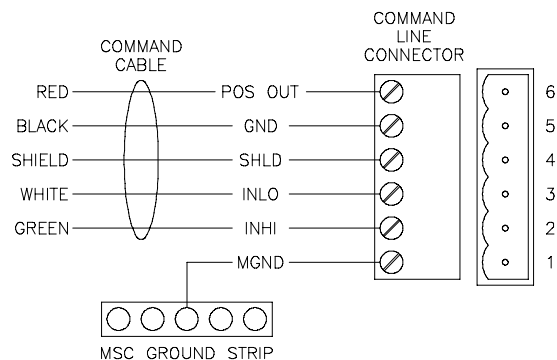 COMMAND
CABLE
COMMAND
LINE
CONNECTOR
RED POS OUT 6
BLACK GND 5
SHIELD SHLD 4
WHITE INLO 3
GREEN INHI 2
MGND 1
MSC GROUND STRIP